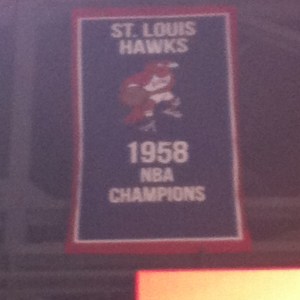 ST. LOUIS
HAWKS
1958
NBA
CHAMPIONS